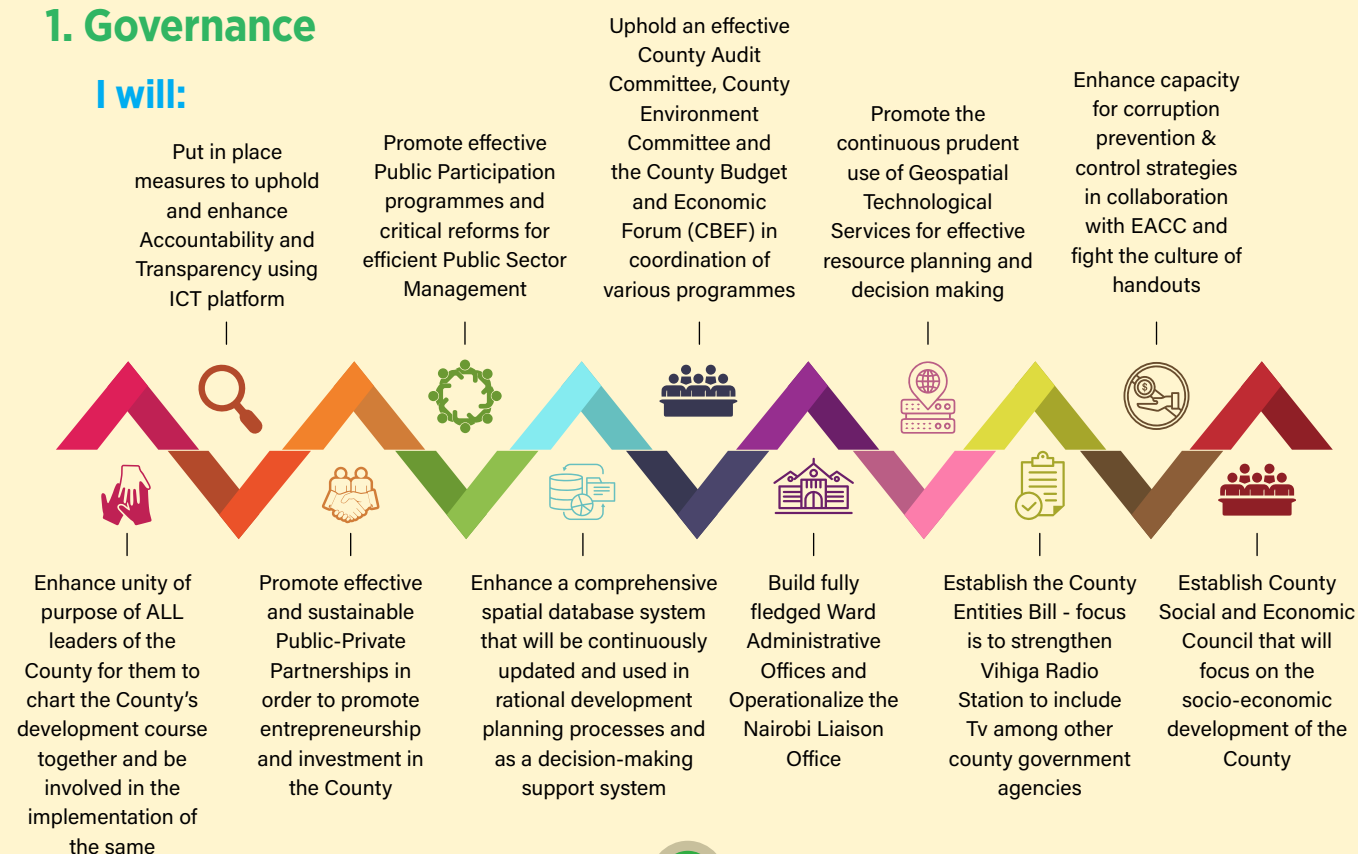 1. Governance
I will:
Put in place
measures to uphold
and enhance
Accountability and
Transparency using
ICT platform
Promote effective
Public Participation
programmes and
critical reforms for
efficient Public Sector
Management
Uphold an effective
County Audit
Committee, County
Environment
Committee and
the County Budget
and Economic
Forum (CBEF) in
coordination of
various programmes
Promote the
continuous prudent
use of Geospatial
Technological
Services for effective
resource planning and
decision making
Enhance capacity
for corruption
prevention &
control strategies
in collaboration
with EACC and
fight the culture of
handouts
$
Enhance unity of
purpose of ALL
leaders of the
County for them to
chart the County's
development course
together and be
involved in the
implementation of
the same
Promote effective
and sustainable
Public-Private
Partnerships in
order to promote
entrepreneurship
and investment in
the County
Enhance a comprehensive
spatial database system
that will be continuously
updated and used in
rational development
planning processes and
as a decision-making
support system
Build fully
fledged Ward
Administrative
Offices and
Operationalize the
Nairobi Liaison
Office
Establish the County
Entities Bill - focus
is to strengthen
Vihiga Radio
Station to include
Tv among other
county government
agencies
Establish County
Social and Economic
Council that will
focus on the
socio-economic
development of the
County